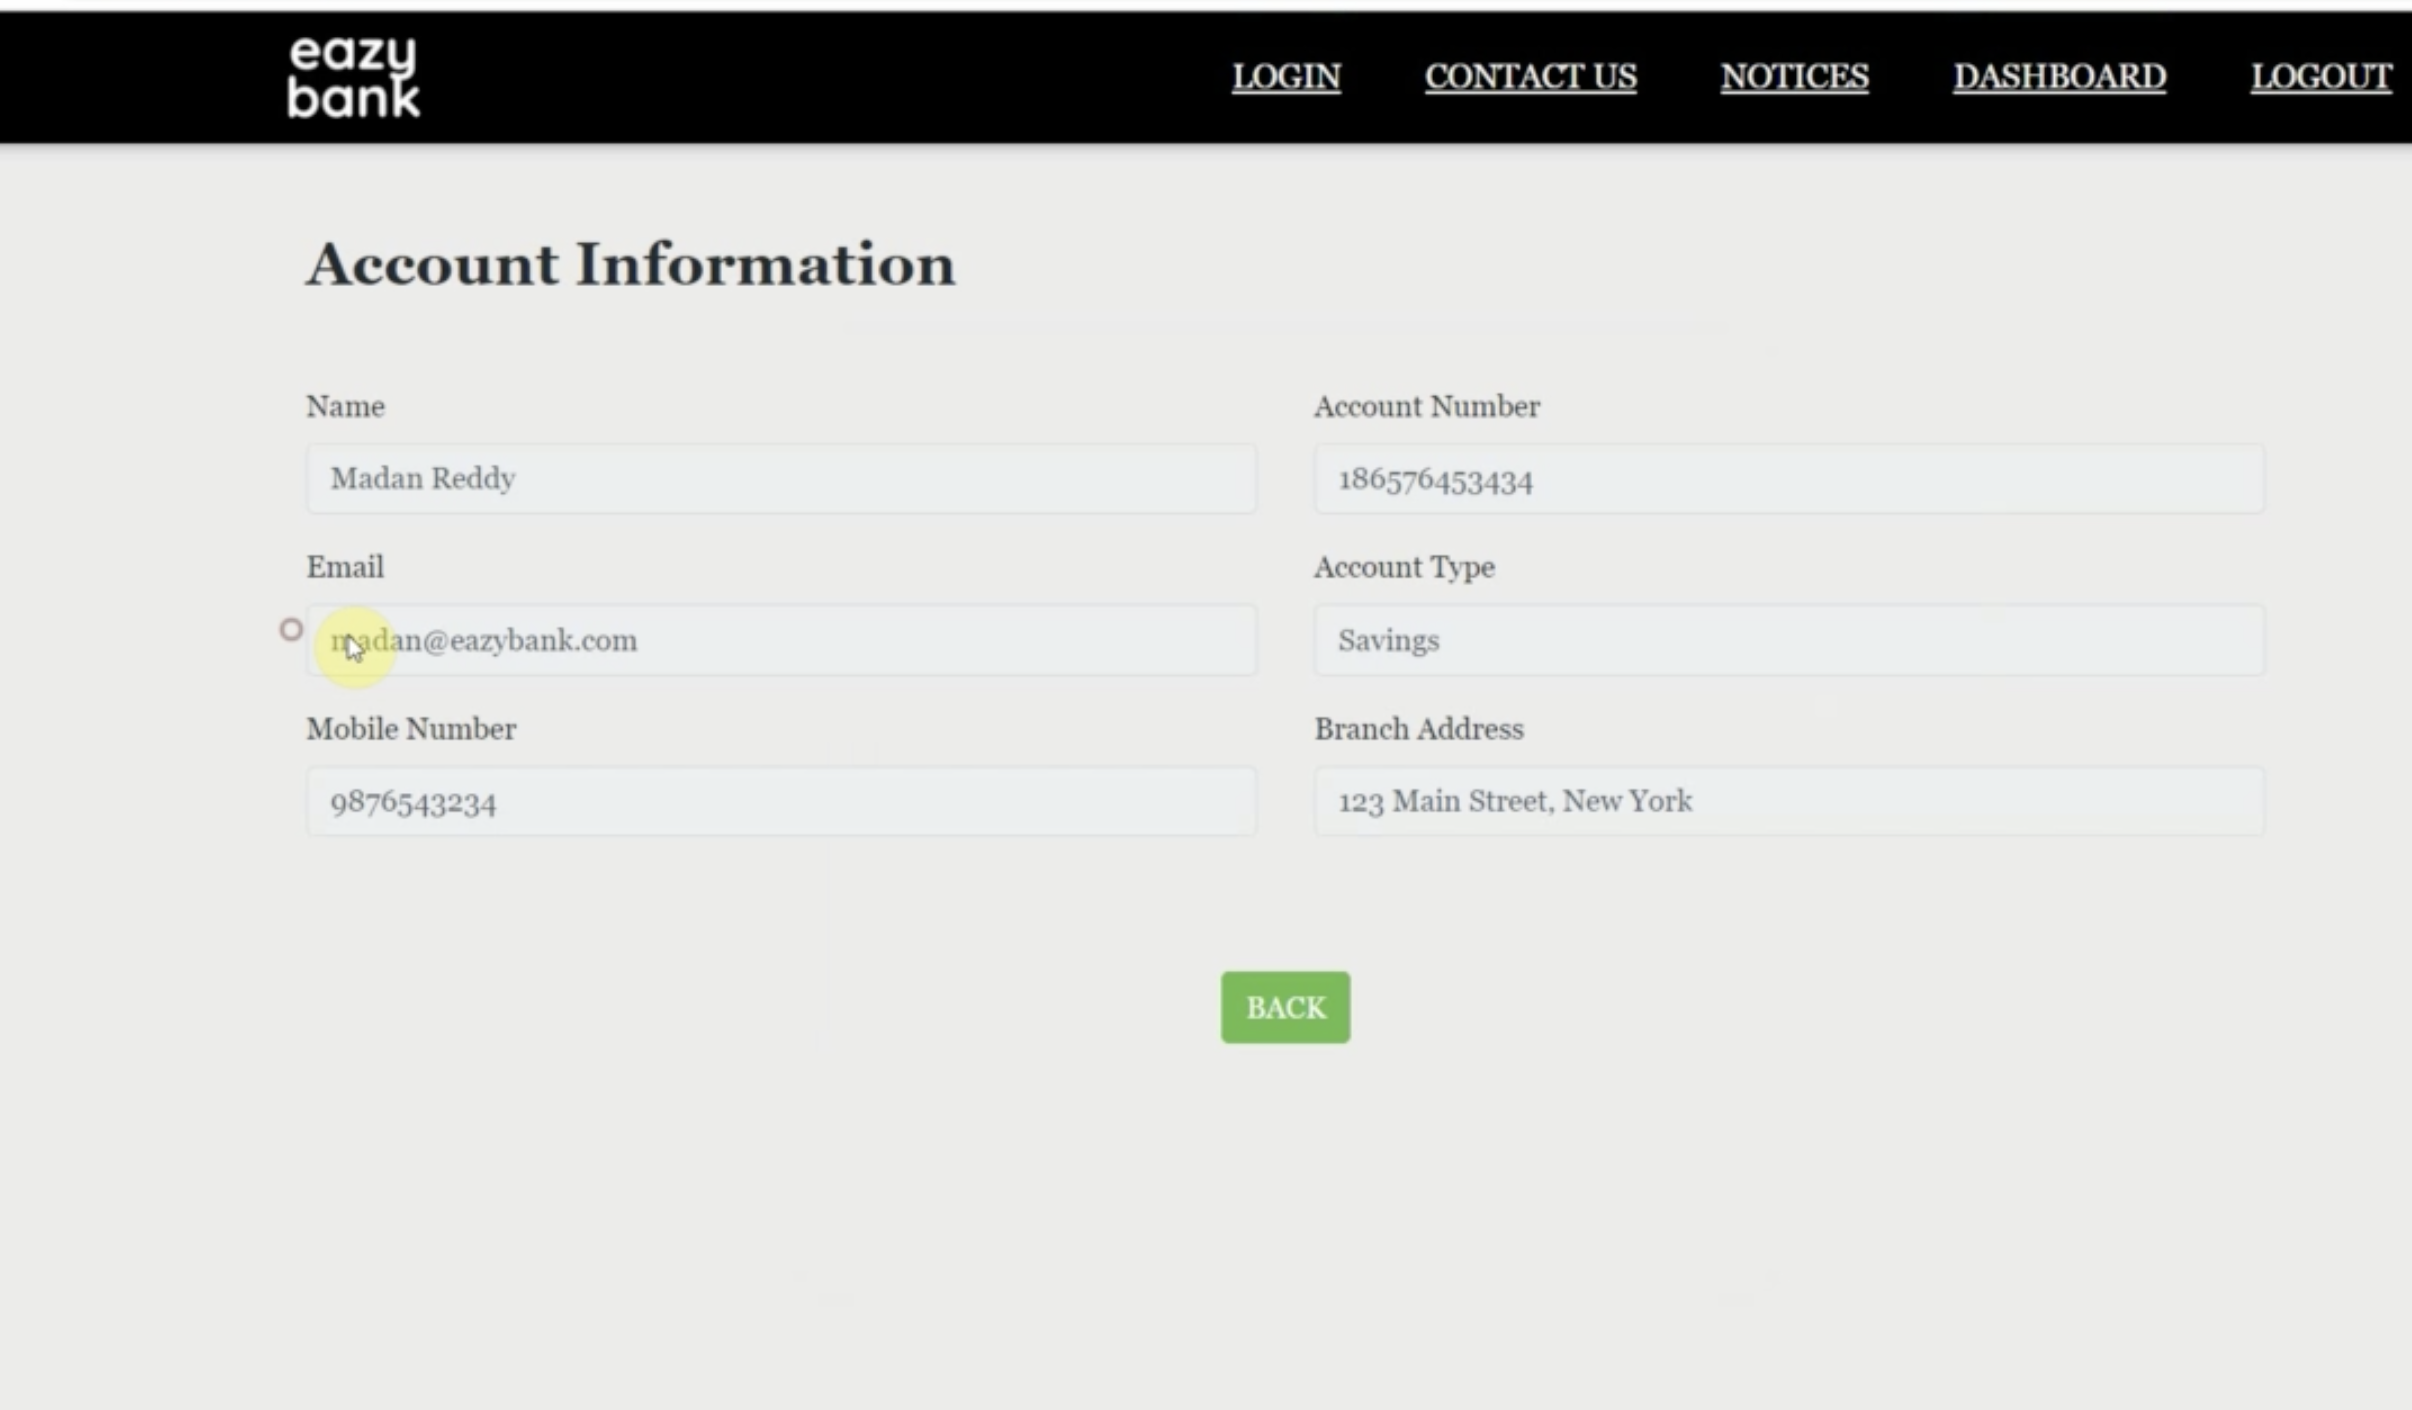 eazy
bank
LOGIN CONTACT US NOTICES DASHBOARD LOGOUT
Account Information
Name
Madan Reddy
Account Number
186576453434
Email
madan@eazybank.com
Account Type
Savings
Mobile Number
9876543234
Branch Address
123 Main Street, New York
BACK